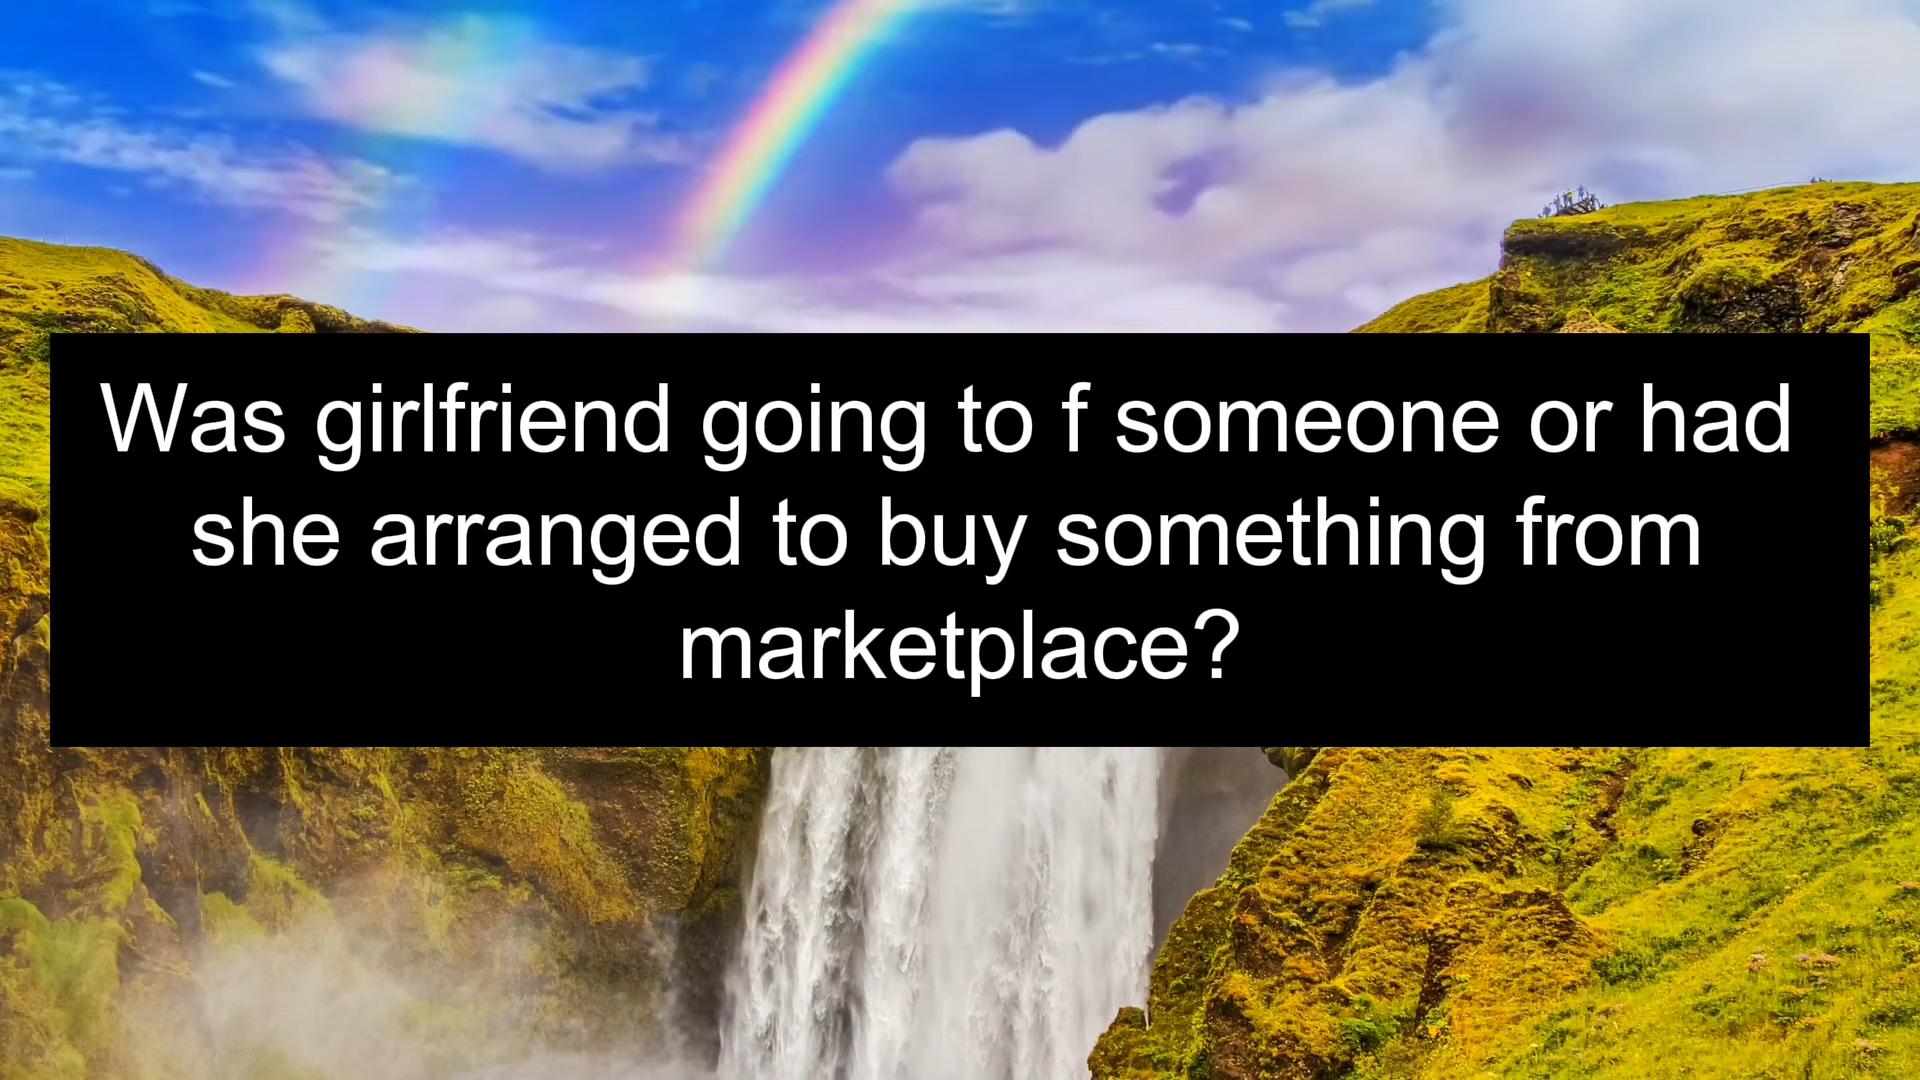 Was girlfriend going to f someone or had
she arranged to buy something from
marketplace?